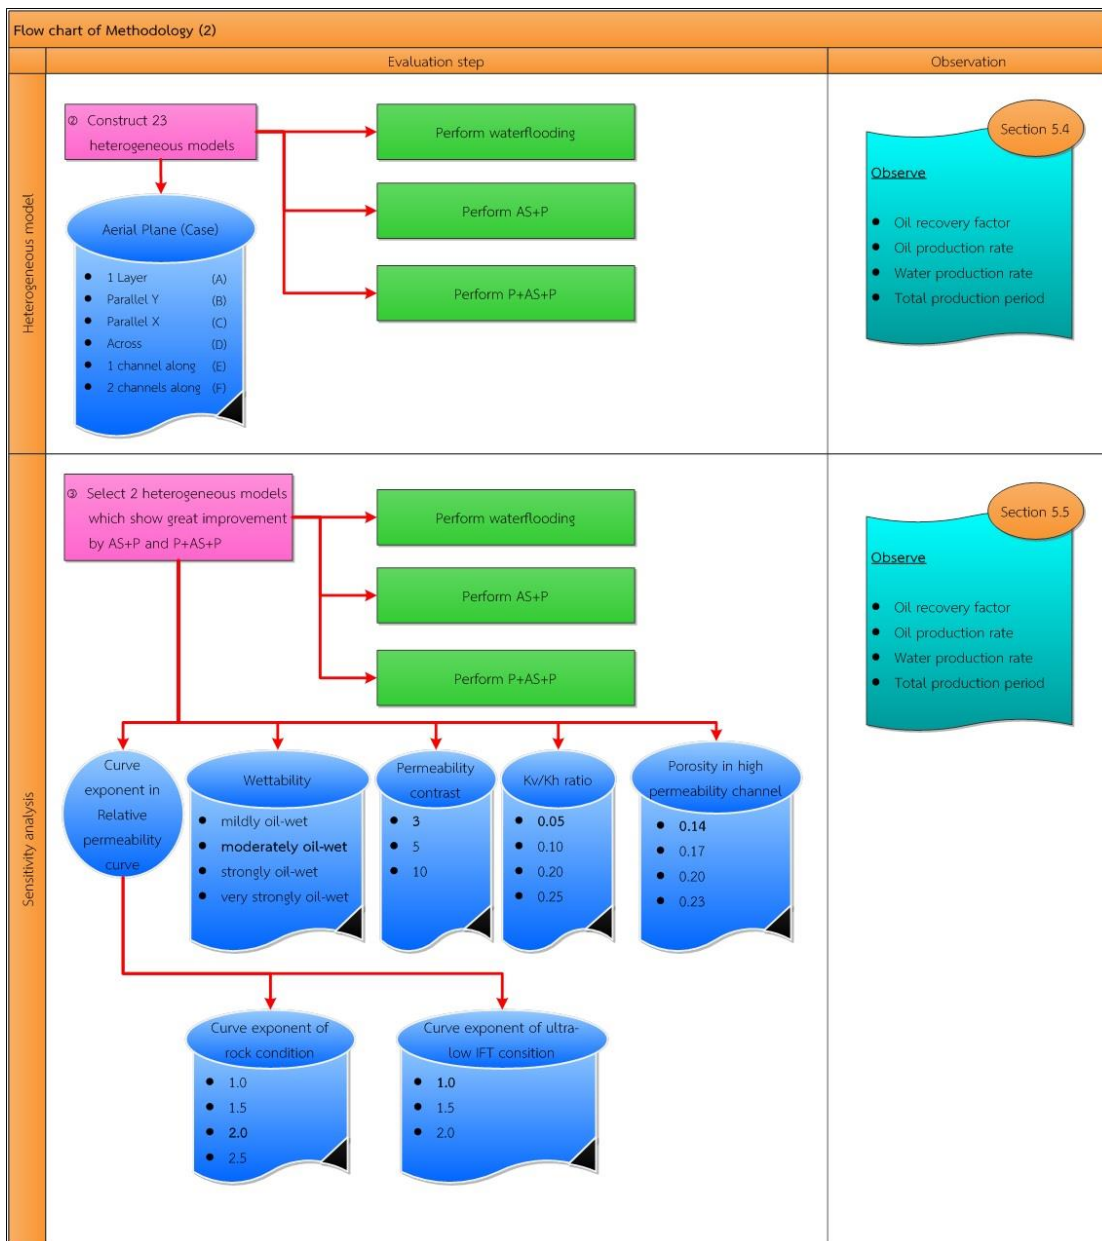 Flow chart of Methodology (2)
Evaluation step
Observation
Heterogeneous model
② Construct 23
heterogeneous models
Perform waterflooding
Perform AS+P
Perform P+AS+P
Aerial Plane (Case)
● 1 Layer (A)
● Parallel Y (B)
● Parallel X (C)
● Across (D)
● 1 channel along (E)
● 2 channels along (F)
Section 5.4
Observe
● Oil recovery factor
● Oil production rate
● Water production rate
● Total production period
Sensitivity analysis
③ Select 2 heterogeneous models
which show great improvement
by AS+P and P+AS+P
Perform waterflooding
Perform AS+P
Perform P+AS+P
Section 5.5
Observe
● Oil recovery factor
● Oil production rate
● Water production rate
● Total production period
Curve
exponent in
Relative
permeability
curve
Wettability
● mildly oil-wet
● moderately oil-wet
● strongly oil-wet
● very strongly oil-wet
Permeability
contrast
● 3
● 5
● 10
Kv/Kh ratio
● 0.05
● 0.10
● 0.20
● 0.25
Porosity in high
permeability channel
● 0.14
● 0.17
● 0.20
● 0.23
Curve exponent of
rock condition
● 1.0
● 1.5
● 2.0
● 2.5
Curve exponent of ultra-
low IFT consition
● 1.0
● 1.5
● 2.0